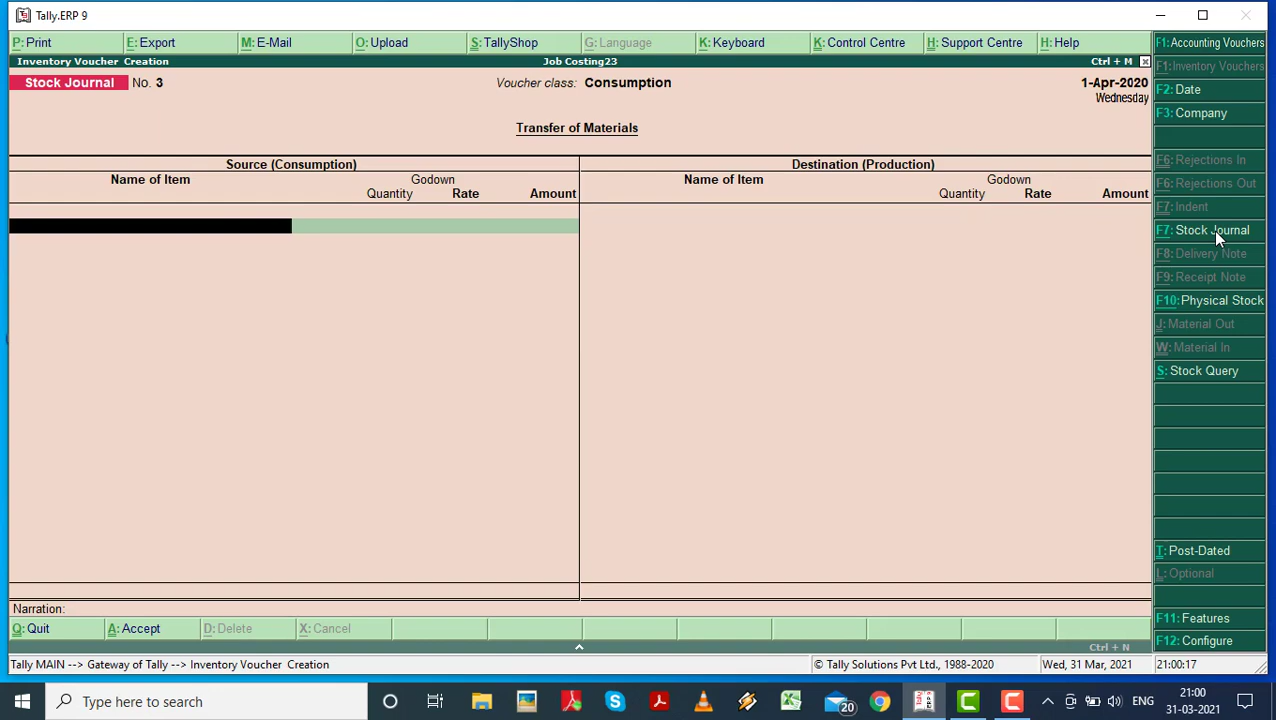 Tally.ERP 9
P: Print
E: Export
M: E-Mail
O: Upload
S: TallyShop
G: Language
K: Keyboard
K: Control Centre
H: Support Centre
H: Help
F1: Accounting Vouchers
Inventory Voucher Creation
Job Costing23
Ctrl + M
F1: Inventory Vouchers
Stock Journal No. 3
Voucher class: Consumption
1-Apr-2020
Wednesday
F2: Date
F3: Company
Transfer of Materials
Source (Consumption)
Destination (Production)
F6: Rejections In
Name of Item
Godown
Quantity Rate Amount
Name of Item
Godown
Quantity Rate Amount
F6: Rejections Out
F7: Indent
F7: Stock Journal
F8: Delivery Note
F9: Receipt Note
F10: Physical Stock
J: Material Out
W: Material In
S: Stock Query
T: Post-Dated
L: Optional
F11: Features
F12: Configure
Narration:
Q: Quit
A: Accept
D: Delete
X: Cancel
Ctrl + N
Tally MAIN --> Gateway of Tally --> Inventory Voucher Creation
© Tally Solutions Pvt Ltd., 1988-2020
Wed, 31 Mar, 2021
21:00:17
Type here to search
20
ENG
21:00
31-03-2021